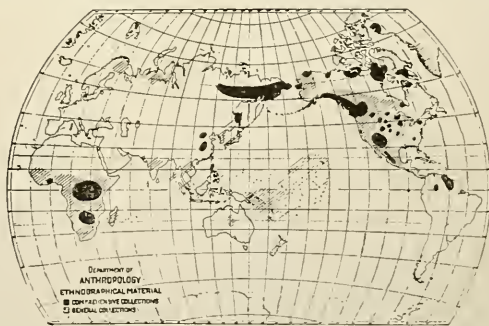 DEPARTMENT OF
ANTHROPOLOGY
ETHNOGRAPHICAL MATERIAL
COMPREHENSIVE COLLECTIONS
GENERAL COLLECTIONS